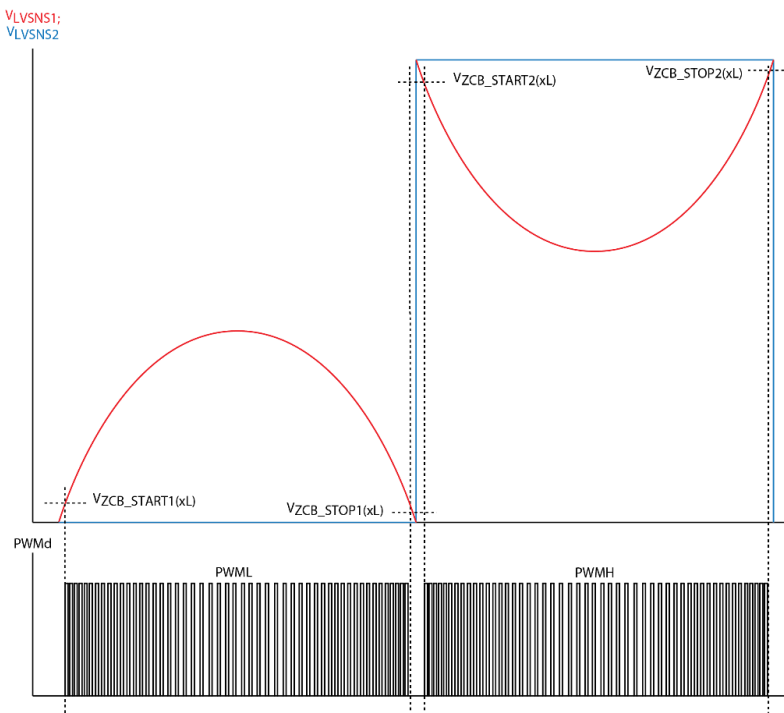 VLVSNS1;
VLVSNS2
VZCB_START2(xL)
VZCB_STOP2(xL)
VZCB_START1(xL)
VZCB_STOP1(xL)
PWMd
PWML
PWMH